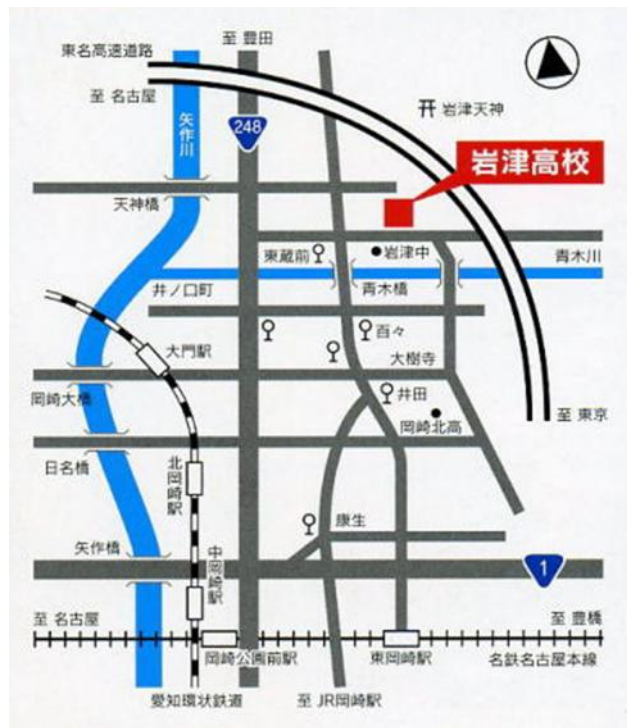 至 豊田
東名高速道路
至 名古屋
矢作川
248
岩津天神
岩津高校
天神橋
東蔵前
岩津中
青木川
井ノ口町
青木橋
百々
大門駅
大樹寺
岡崎大橋
井田
至 東京
岡崎北高
日名橋
北岡崎駅
康生
矢作橋
中岡崎駅
1
至 名古屋
至 豊橋
岡崎公園前駅
東岡崎駅
名鉄名古屋本線
愛知環状鉄道
至 JR岡崎駅